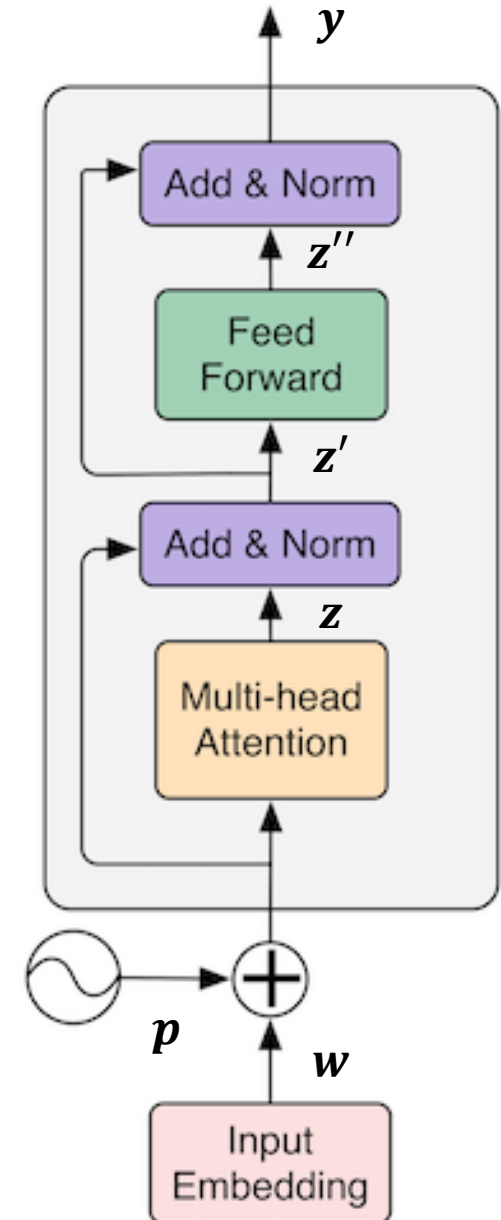 y
Add & Norm
z''
Feed
Forward
z'
Add & Norm
z
Multi-head
Attention
p
w
Input
Embedding